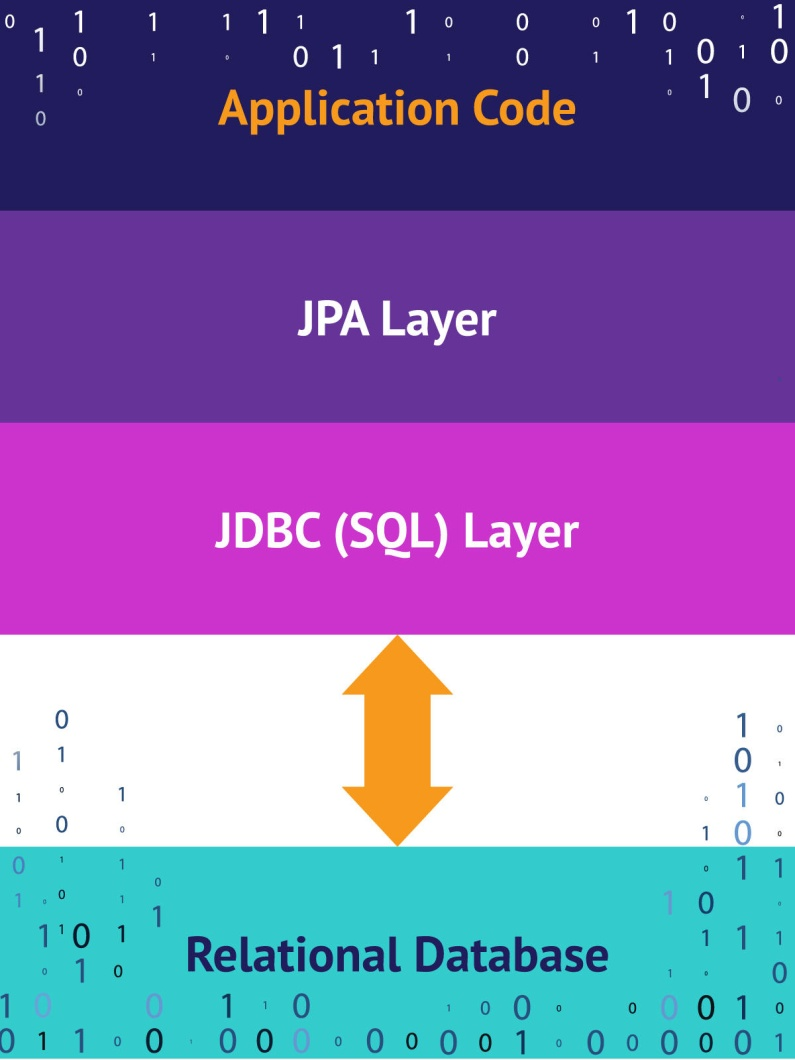 Application Code
JPA Layer
JDBC (SQL) Layer
Relational Database